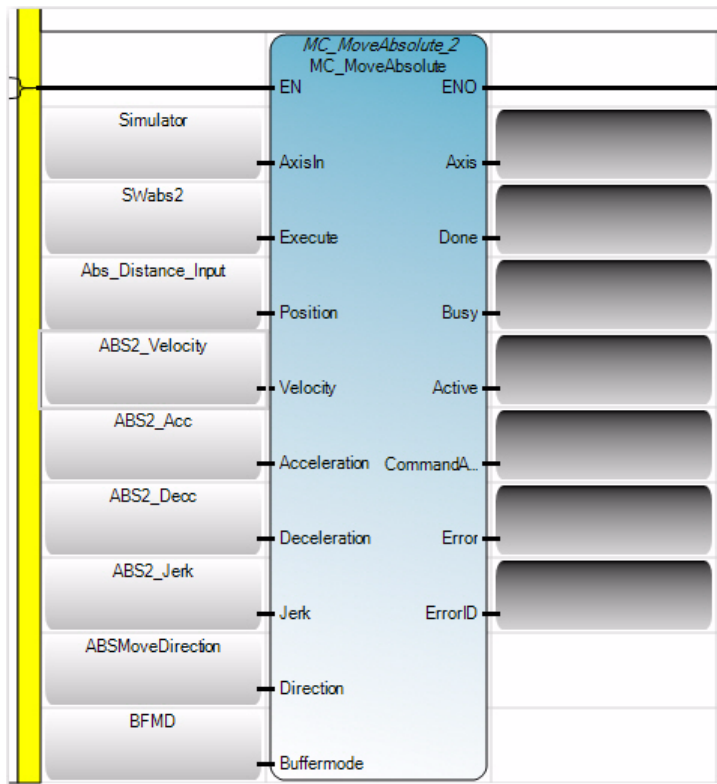 MC_MoveAbsolute_2
MC_MoveAbsolute
EN ENO
Simulator
AxisIn Axis
SWabs2
Execute Done
Abs_Distance_Input
Position Busy
ABS2_Velocity
Velocity Active
ABS2_Acc
Acceleration CommandA...
ABS2_Decc
Deceleration Error
ABS2_Jerk
Jerk ErrorID
ABSMoveDirection
Direction
BFMD
Buffermode